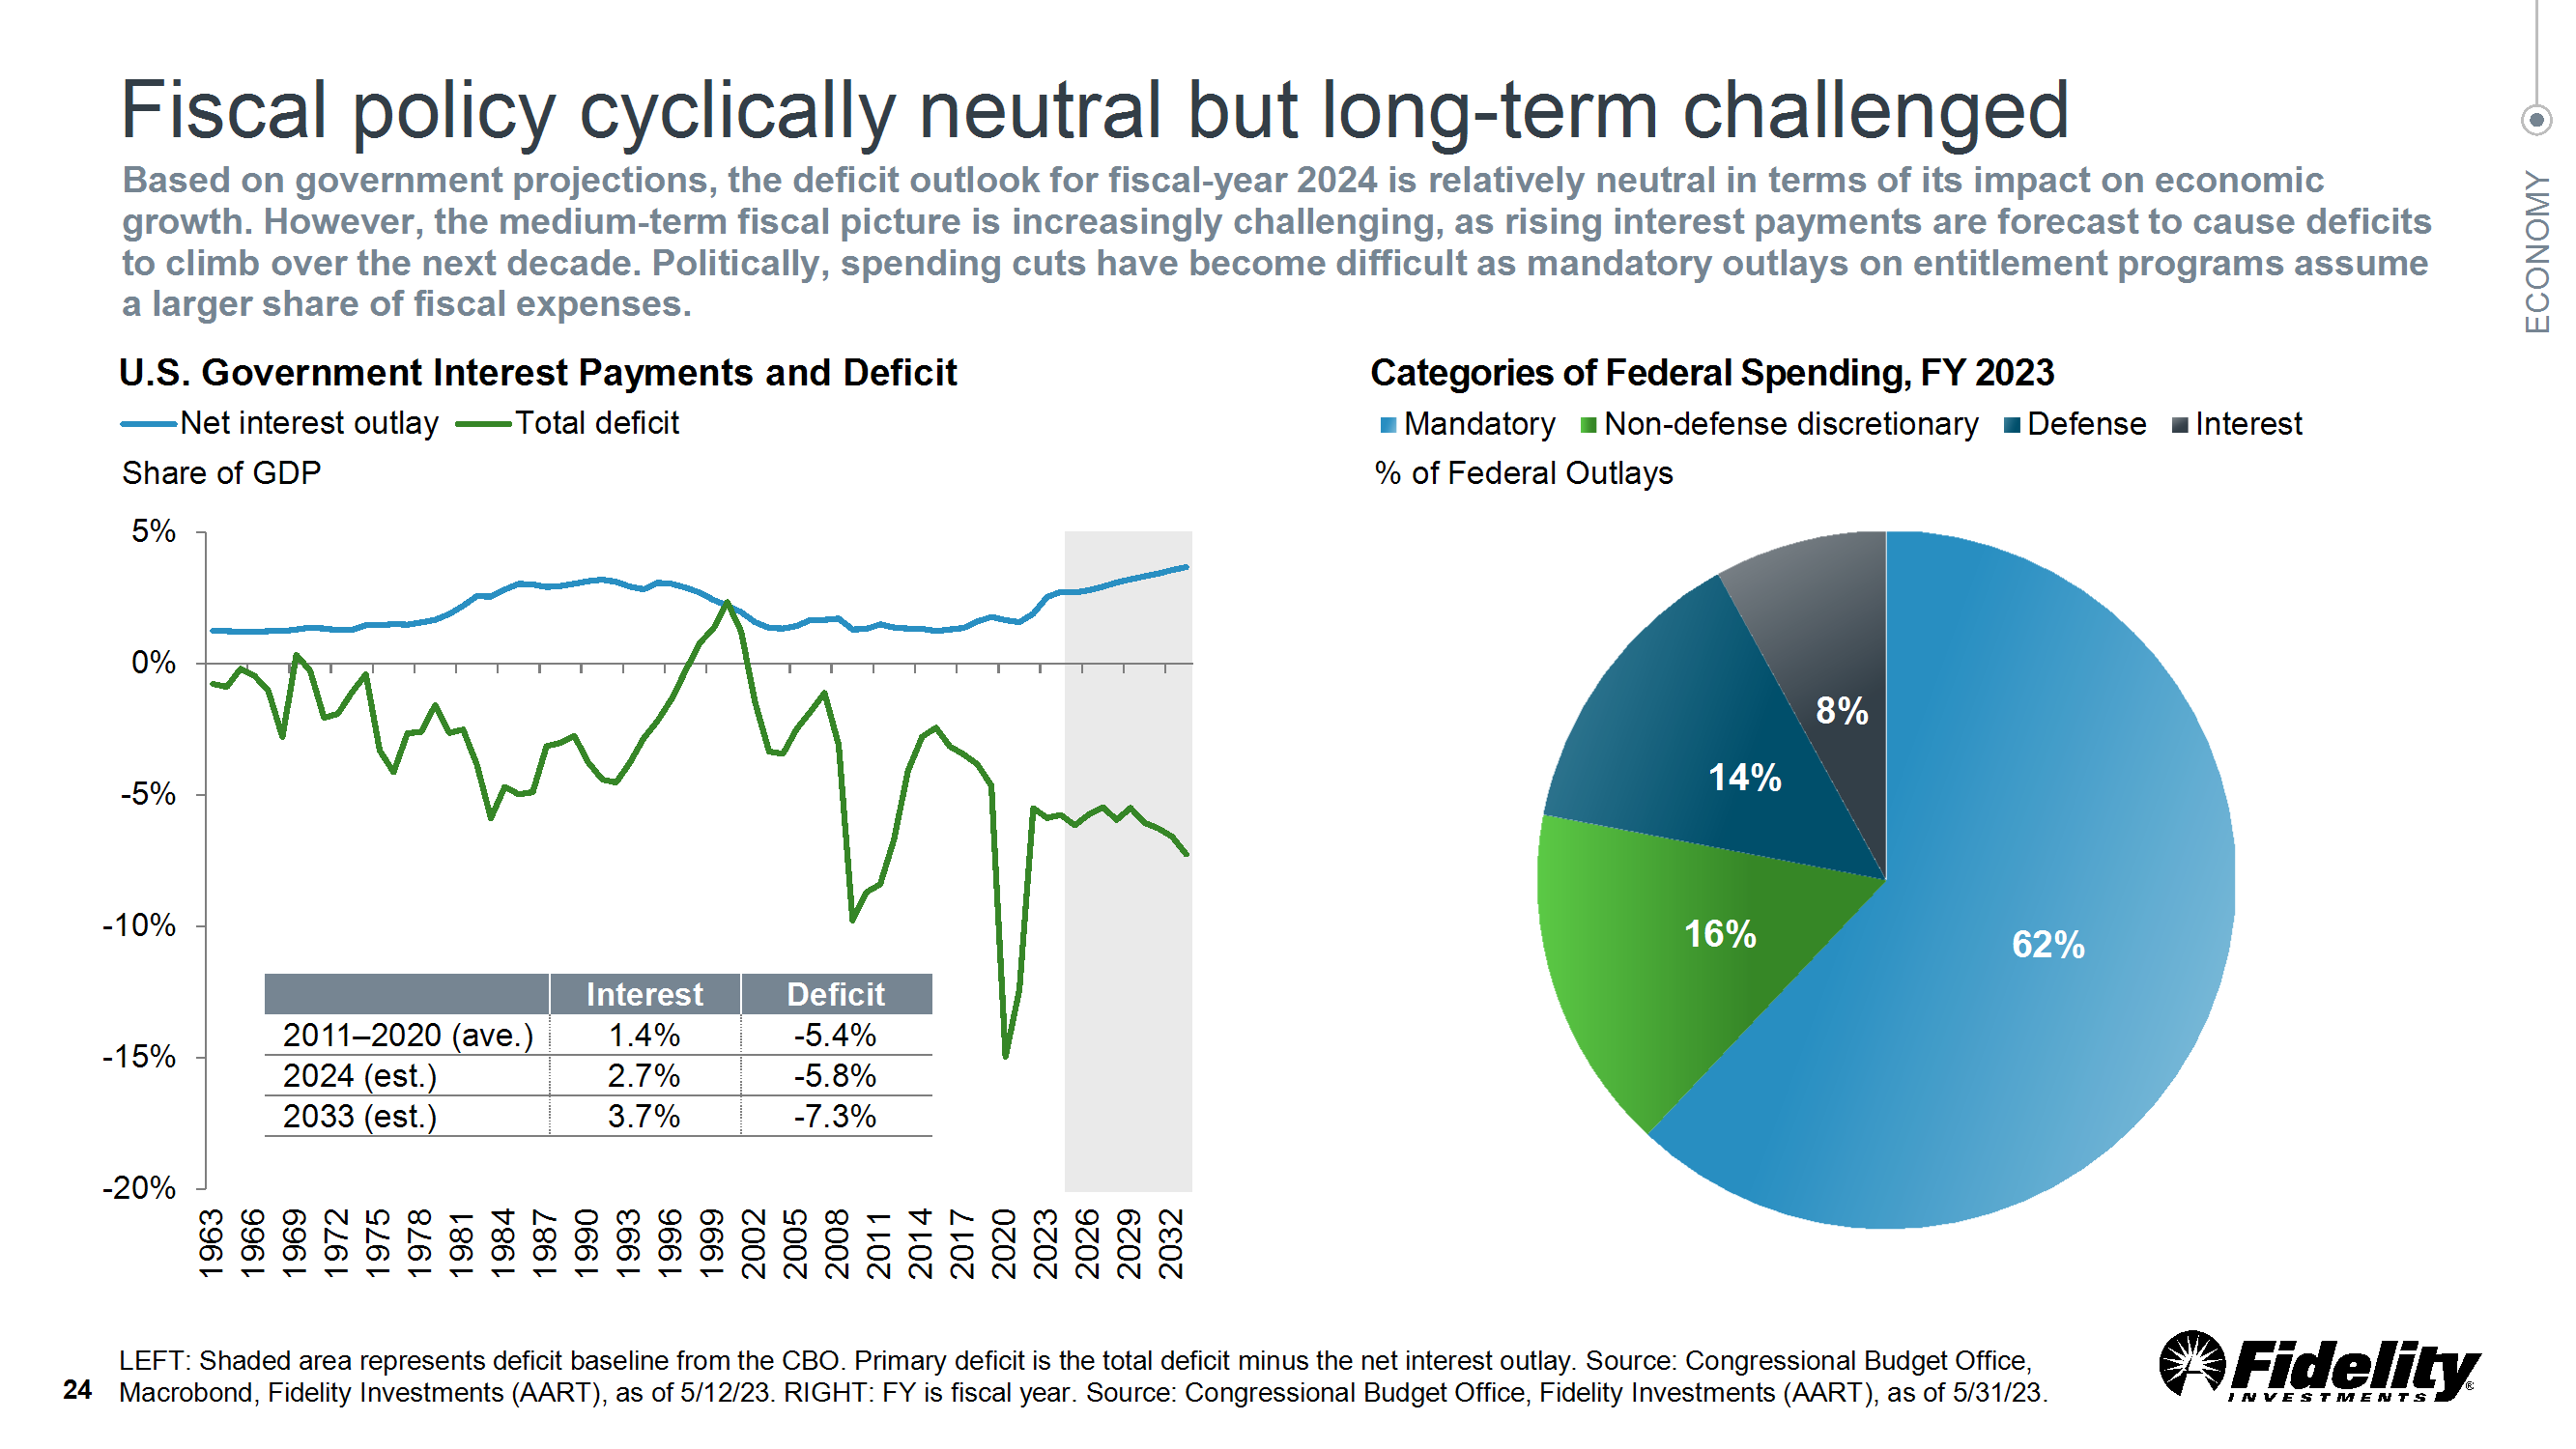 Fiscal policy cyclically neutral but long-term challenged
Based on government projections, the deficit outlook for fiscal-year 2024 is relatively neutral in terms of its impact on economic
growth. However, the medium-term fiscal picture is increasingly challenging, as rising interest payments are forecast to cause deficits
to climb over the next decade. Politically, spending cuts have become difficult as mandatory outlays on entitlement programs assume
a larger share of fiscal expenses.
ECONOMY
U.S. Government Interest Payments and Deficit
Net interest outlay Total deficit
Share of GDP
5%
0%
-5%
-10%
-15%
-20%
Interest Deficit
2011–2020 (ave.) 1.4% -5.4%
2024 (est.) 2.7% -5.8%
2033 (est.) 3.7% -7.3%
1963 1966 1969 1972 1975 1978 1981 1984 1987 1990 1993 1996 1999 2002 2005 2008 2011 2014 2017 2020 2023 2026 2029 2032
Categories of Federal Spending, FY 2023
Mandatory Non-defense discretionary Defense Interest
% of Federal Outlays
8%
14%
16%
62%
LEFT: Shaded area represents deficit baseline from the CBO. Primary deficit is the total deficit minus the net interest outlay. Source: Congressional Budget Office,
Macrobond, Fidelity Investments (AART), as of 5/12/23. RIGHT: FY is fiscal year. Source: Congressional Budget Office, Fidelity Investments (AART), as of 5/31/23.
24
Fidelity
INVESTMENTS®